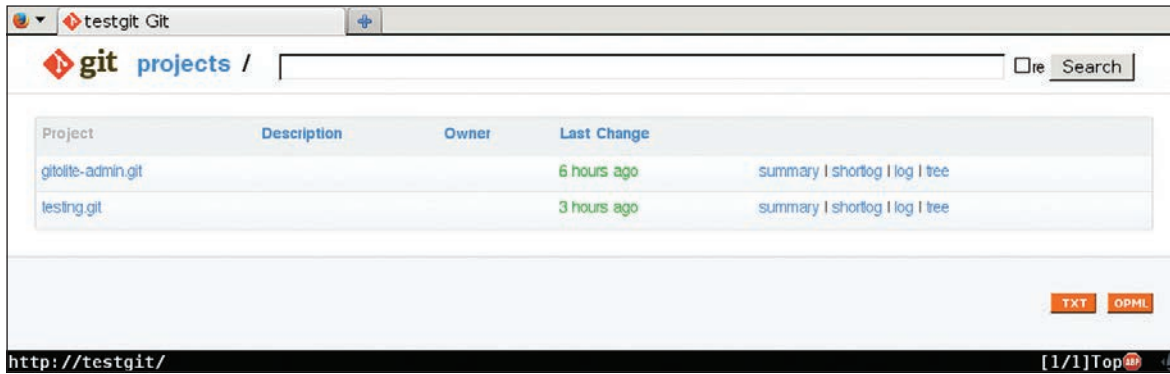 testgit Git
git projects / re Search
Project Description Owner Last Change
gitolite-admin.git 6 hours ago summary | shortlog | log | tree
testing.git 3 hours ago summary | shortlog | log | tree
TXT OPML
http://testgit/ [1/1]Top ABP